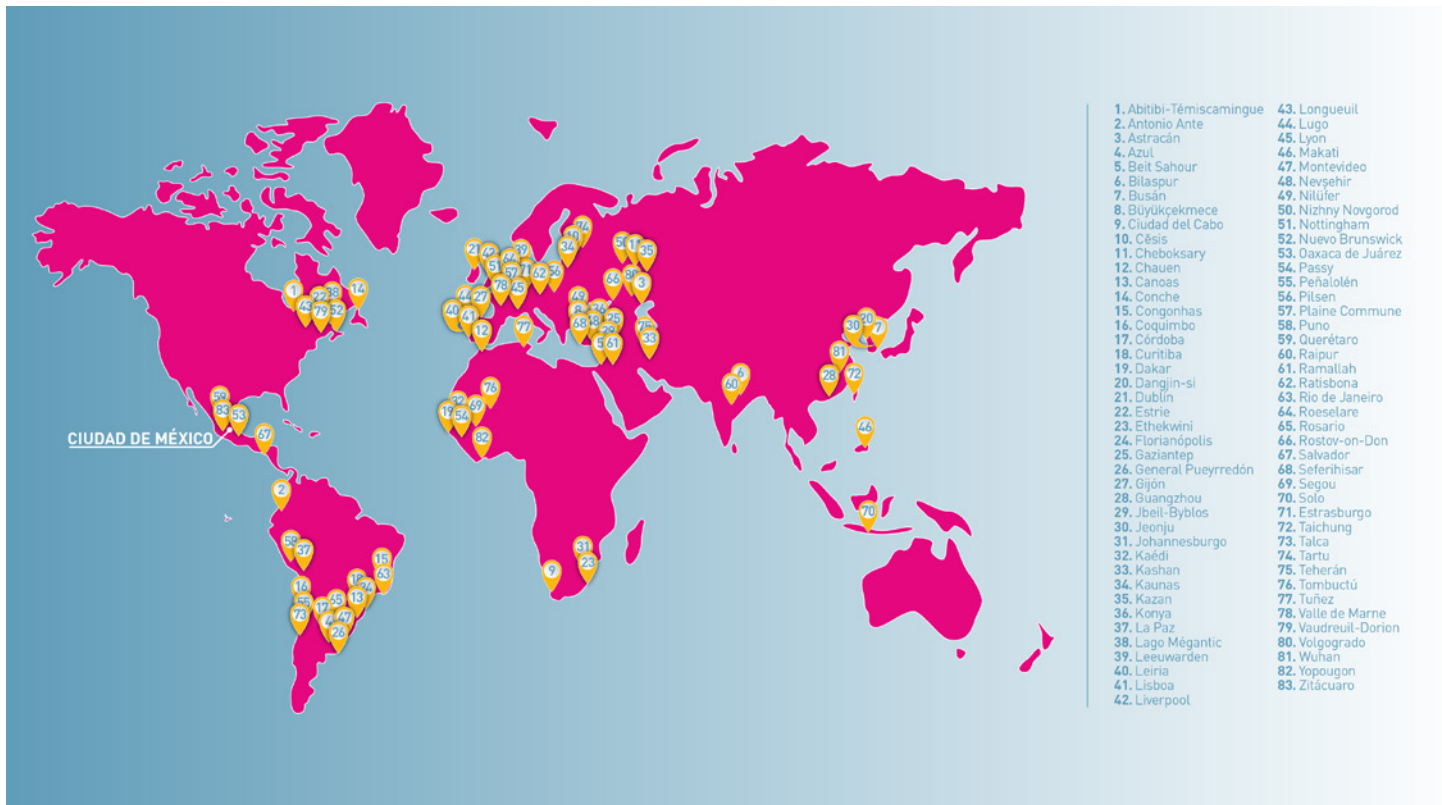 CIUDAD DE MÉXICO
1. Abitibi-Témiscamingue
2. Antonio Ante
3. Astracán
4. Azul
5. Beit Sahour
6. Bilaspur
7. Busán
8. Büyükçekmece
9. Ciudad del Cabo
10. Cēsis
11. Cheboksary
12. Chauen
13. Canoas
14. Conche
15. Congonhas
16. Coquimbo
17. Córdoba
18. Curitiba
19. Dakar
20. Dangjin-si
21. Dublín
22. Estrie
23. Ethekwini
24. Florianópolis
25. Gaziantep
26. General Pueyrredón
27. Gijón
28. Guangzhou
29. Jbeil-Byblos
30. Jeonju
31. Johannesburgo
32. Kaédi
33. Kashan
34. Kaunas
35. Kazan
36. Konya
37. La Paz
38. Lago Mégantic
39. Leeuwarden
40. Leiria
41. Lisboa
42. Liverpool
43. Longueuil
44. Lugo
45. Lyon
46. Makati
47. Montevideo
48. Nevşehir
49. Nilüfer
50. Nizhny Novgorod
51. Nottingham
52. Nuevo Brunswick
53. Oaxaca de Juárez
54. Passy
55. Peñalolén
56. Pilsen
57. Plaine Commune
58. Puno
59. Querétaro
60. Raipur
61. Ramallah
62. Ratisbona
63. Rio de Janeiro
64. Roeselare
65. Rosario
66. Rostov-on-Don
67. Salvador
68. Seferihisar
69. Segou
70. Solo
71. Estrasburgo
72. Taichung
73. Talca
74. Tartu
75. Teherán
76. Tombuctú
77. Tuñez
78. Valle de Marne
79. Vaudreuil-Dorion
80. Volgogrado
81. Wuhan
82. Yopougon
83. Zitácuaro